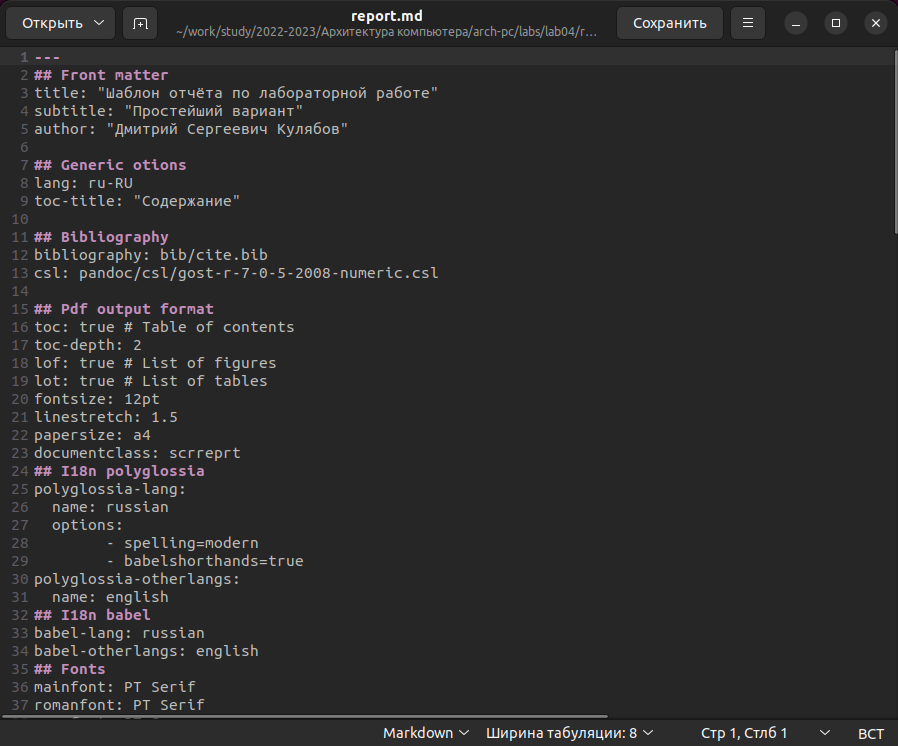 Открыть
report.md
~/work/study/2022-2023/Архитектура компьютера/arch-pc/labs/lab04/r…
Сохранить
1 ---
2 ## Front matter
3 title: "Шаблон отчёта по лабораторной работе"
4 subtitle: "Простейший вариант"
5 author: "Дмитрий Сергеевич Кулябов"
6
7 ## Generic otions
8 lang: ru-RU
9 toc-title: "Содержание"
10
11 ## Bibliography
12 bibliography: bib/cite.bib
13 csl: pandoc/csl/gost-r-7-0-5-2008-numeric.csl
14
15 ## Pdf output format
16 toc: true # Table of contents
17 toc-depth: 2
18 lof: true # List of figures
19 lot: true # List of tables
20 fontsize: 12pt
21 linestretch: 1.5
22 papersize: a4
23 documentclass: scrreprt
24 ## I18n polyglossia
25 polyglossia-lang:
26   name: russian
27   options:
28         - spelling=modern
29         - babelshorthands=true
30 polyglossia-otherlangs:
31   name: english
32 ## I18n babel
33 babel-lang: russian
34 babel-otherlangs: english
35 ## Fonts
36 mainfont: PT Serif
37 romanfont: PT Serif
Markdown
Ширина табуляции: 8
Стр 1, Стлб 1
ВСТ